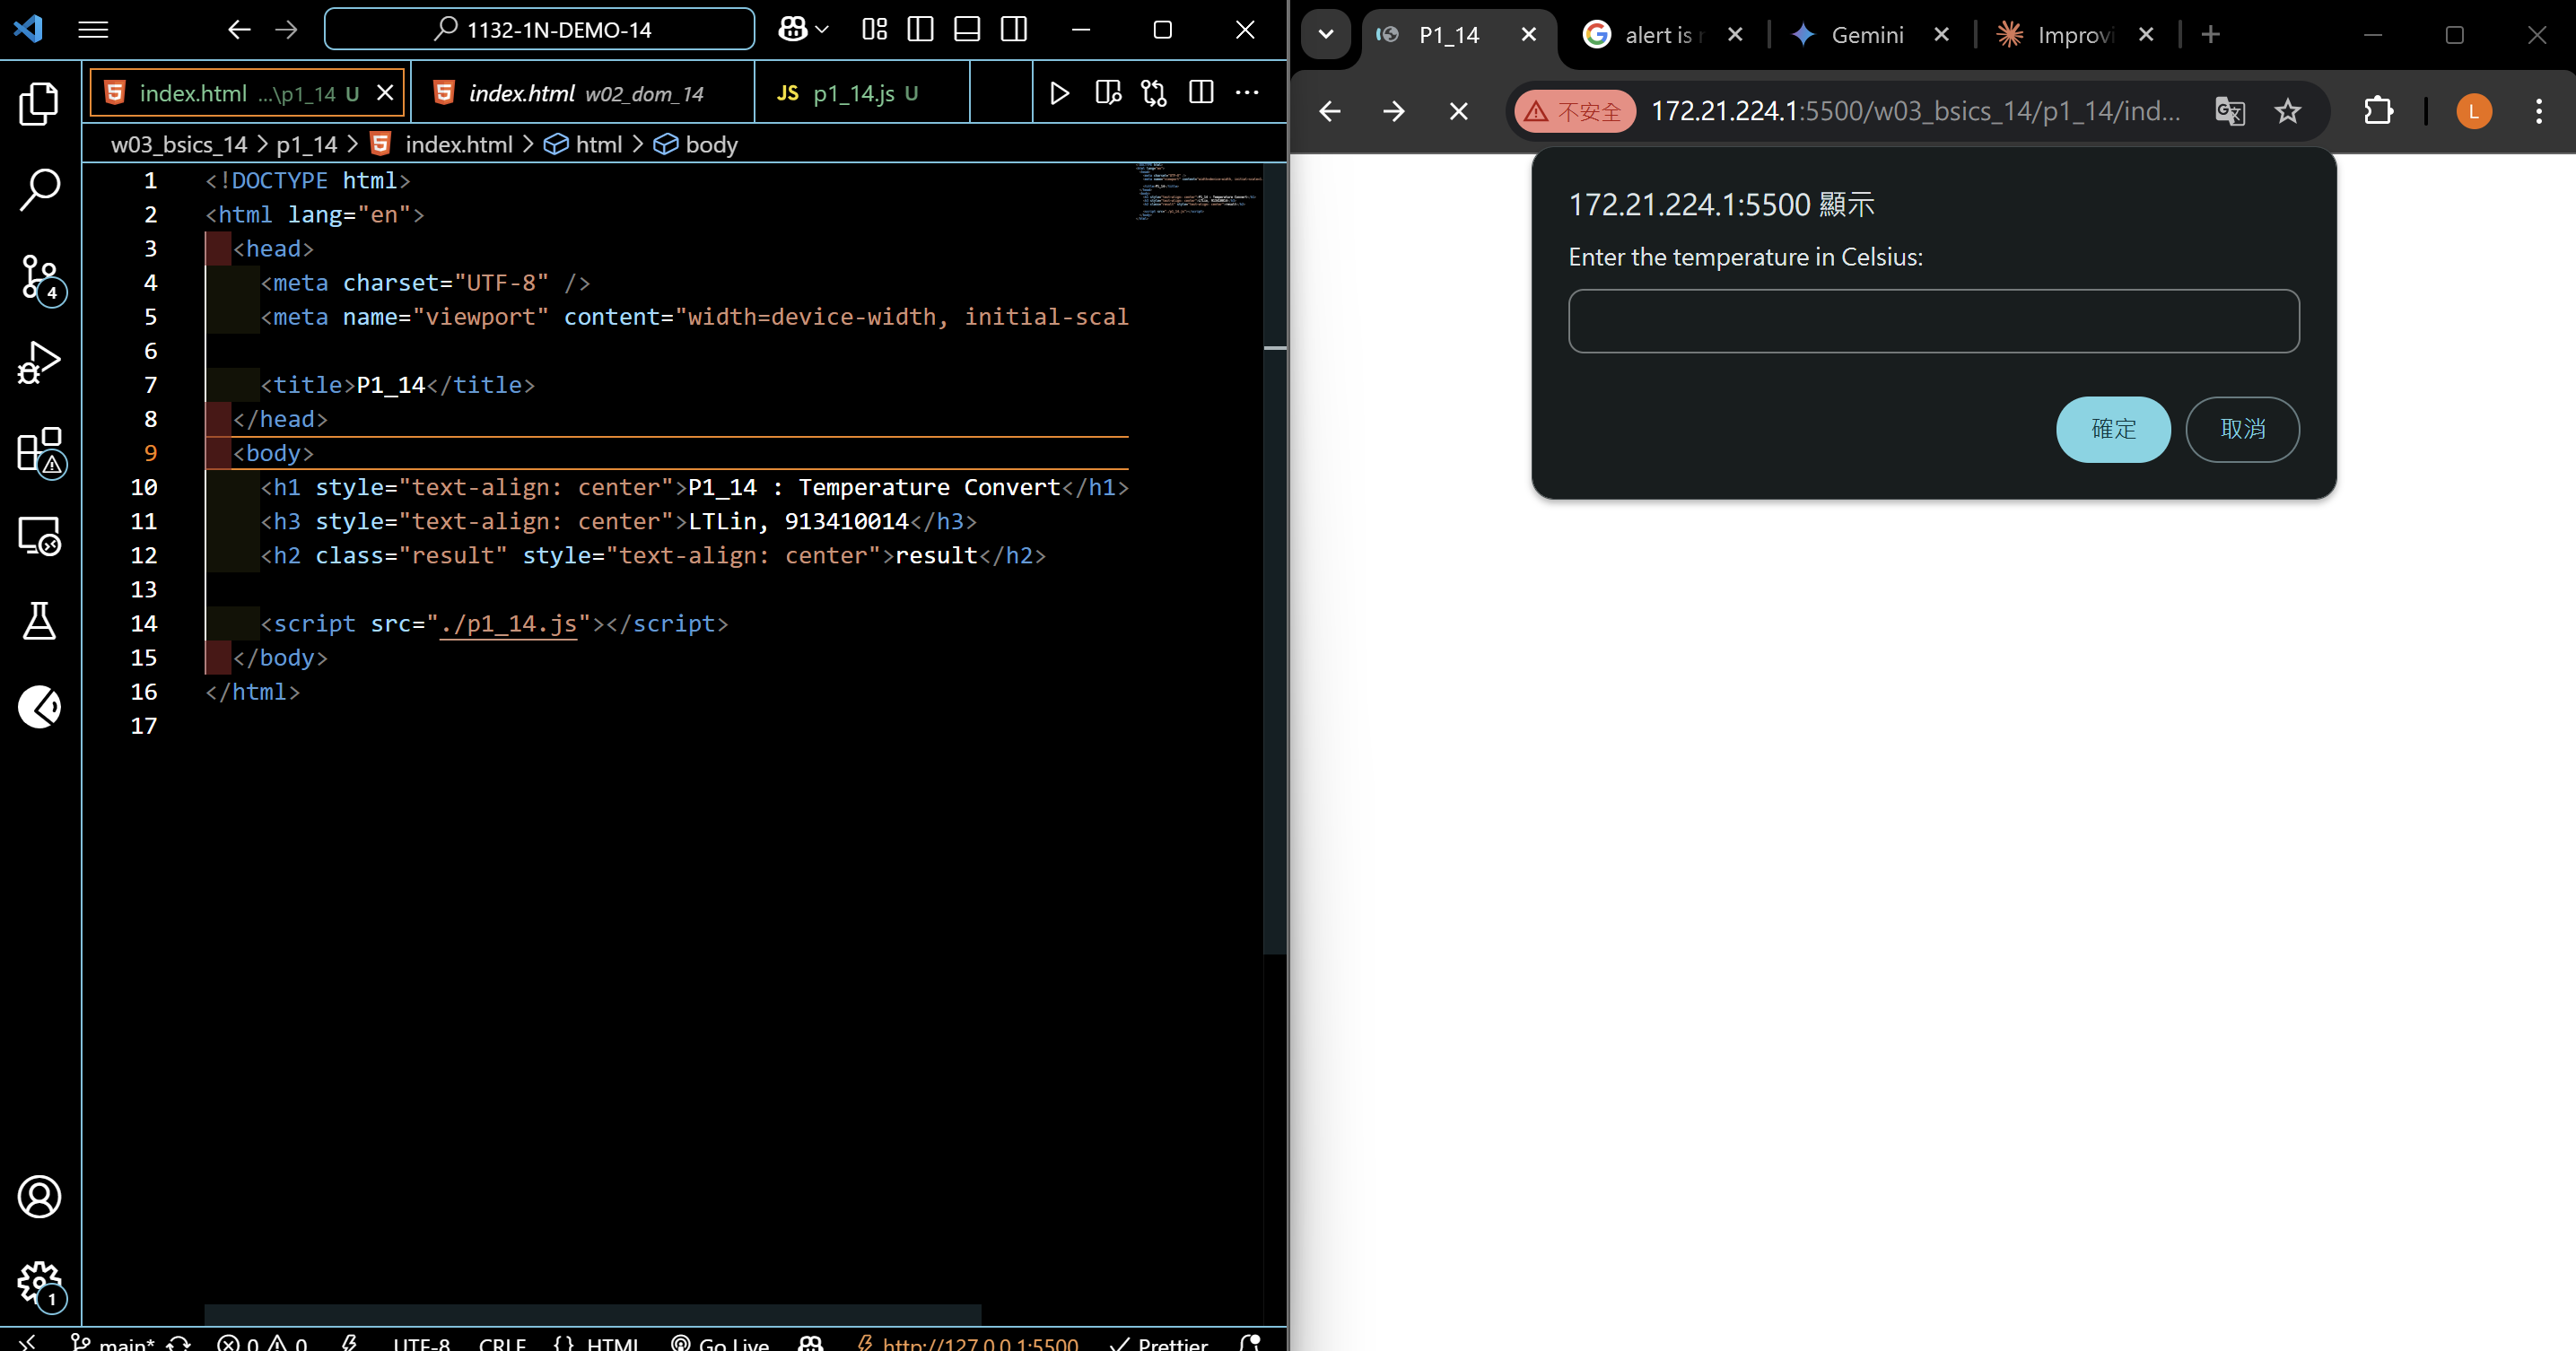 1132-1N-DEMO-14
index.html ...\p1_14 U
index.html w02_dom_14
JS p1_14.js U
w03_bsics_14 > p1_14 > index.html > html > body
1 <!DOCTYPE html>
2 <html lang="en">
3 <head>
4 <meta charset="UTF-8" />
5 <meta name="viewport" content="width=device-width, initial-scal
6
7 <title>P1_14</title>
8 </head>
9 <body>
10 <h1 style="text-align: center">P1_14 : Temperature Convert</h1>
11 <h3 style="text-align: center">LTLin, 913410014</h3>
12 <h2 class="result" style="text-align: center">result</h2>
13
14 <script src="./p1_14.js"></script>
15 </body>
16 </html>
17
4
1
main* 0 0 UTF-8 CRLF {} HTML Go Live http://127.0.0.1:5500 Prettier
P1_14
alert is
Gemini
Improvi
不安全 172.21.224.1:5500/w03_bsics_14/p1_14/ind...
L
172.21.224.1:5500 顯示
Enter the temperature in Celsius:
確定 取消